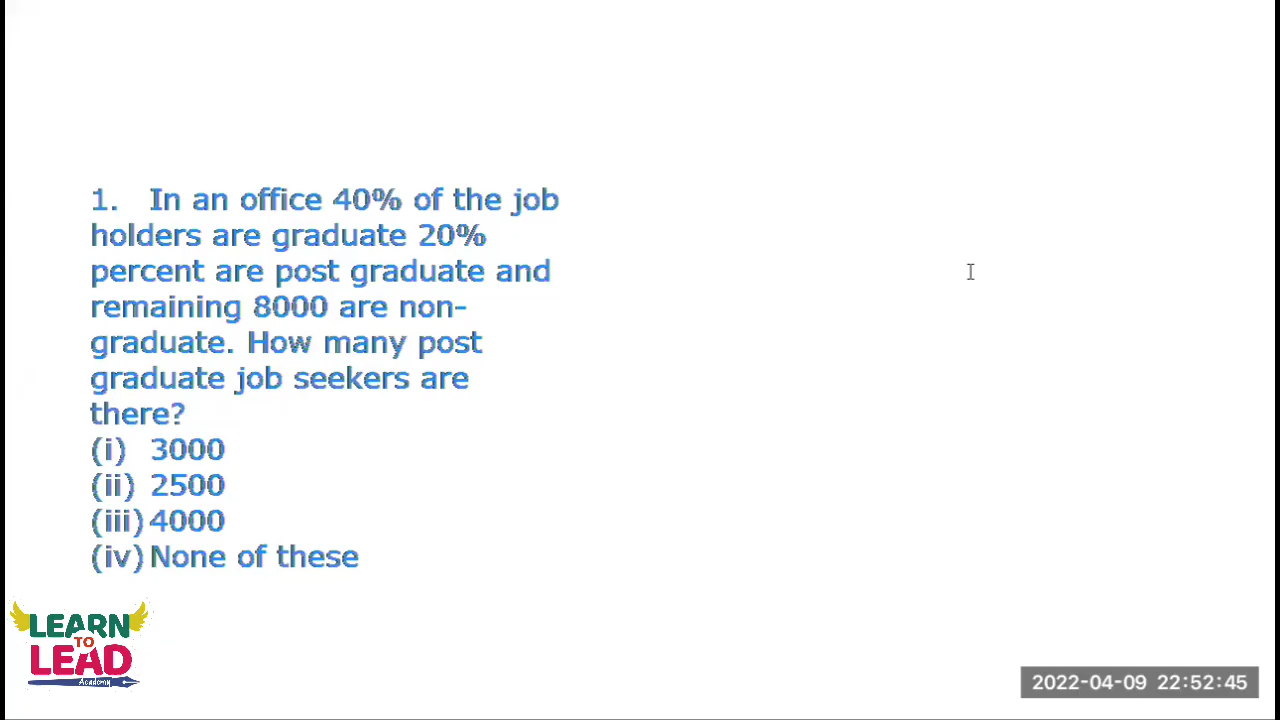 1. In an office 40% of the job
holders are graduate 20%
percent are post graduate and
remaining 8000 are non-
graduate. How many post
graduate job seekers are
there?
(i) 3000
(ii) 2500
(iii) 4000
(iv) None of these
LEARN
TO
LEAD
Academy
2022-04-09 22:52:45